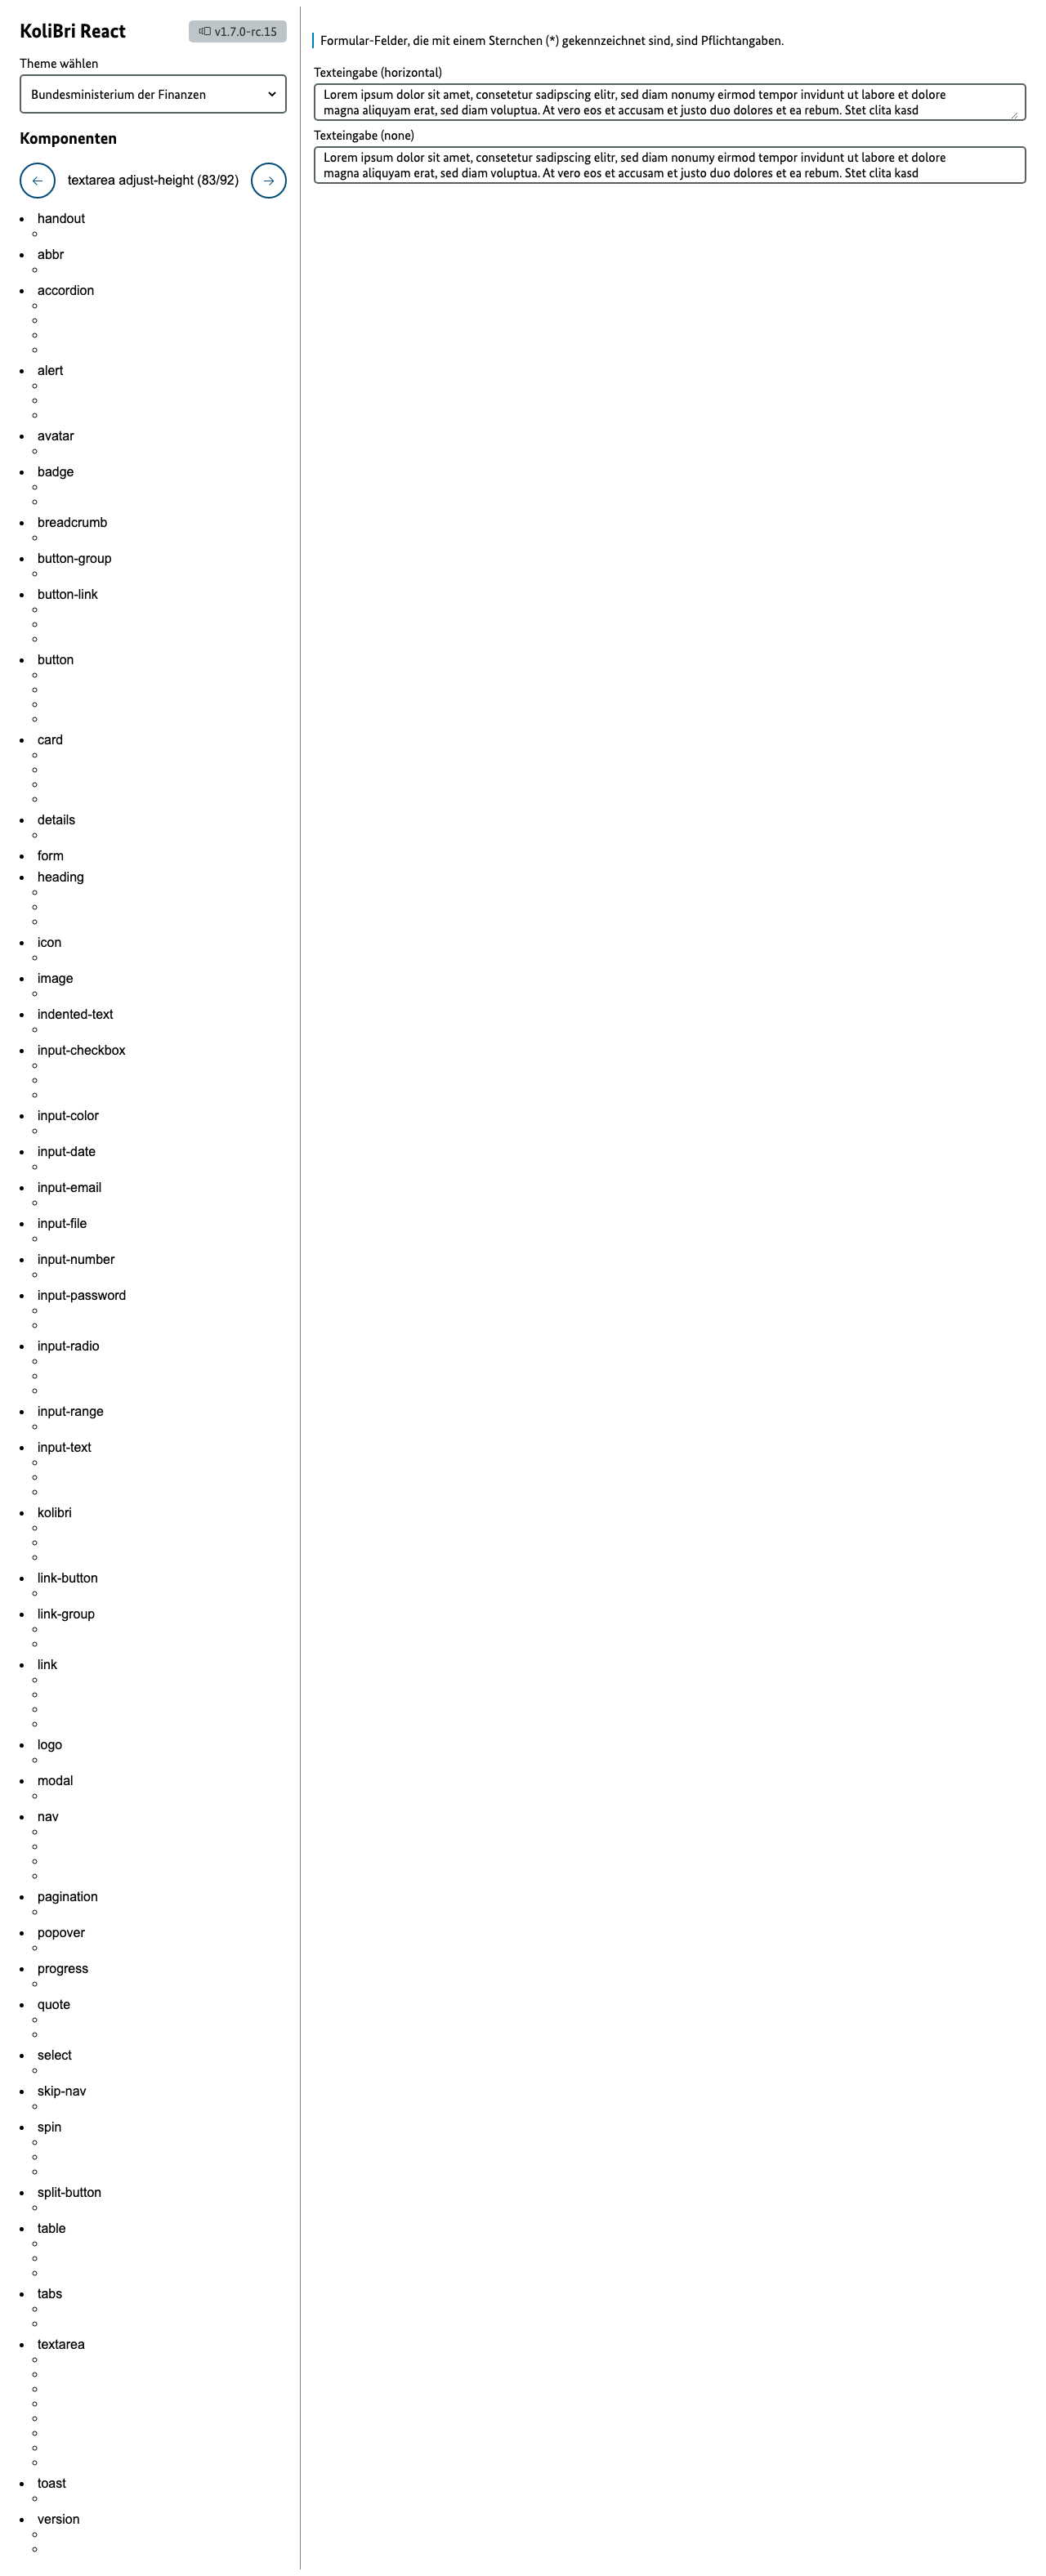 KoliBri React
v1.7.0-rc.15
Theme wählen
Bundesministerium der Finanzen
Komponenten
textarea adjust-height (83/92)
handout
abbr
accordion
alert
avatar
badge
breadcrumb
button-group
button-link
button
card
details
form
heading
icon
image
indented-text
input-checkbox
input-color
input-date
input-email
input-file
input-number
input-password
input-radio
input-range
input-text
kolibri
link-button
link-group
link
logo
modal
nav
pagination
popover
progress
quote
select
skip-nav
spin
split-button
table
tabs
textarea
toast
version
Formular-Felder, die mit einem Sternchen (*) gekennzeichnet sind, sind Pflichtangaben.
Texteingabe (horizontal)
Lorem ipsum dolor sit amet, consetetur sadipscing elitr, sed diam nonumy eirmod tempor invidunt ut labore et dolore
magna aliquyam erat, sed diam voluptua. At vero eos et accusam et justo duo dolores et ea rebum. Stet clita kasd
Texteingabe (none)
Lorem ipsum dolor sit amet, consetetur sadipscing elitr, sed diam nonumy eirmod tempor invidunt ut labore et dolore
magna aliquyam erat, sed diam voluptua. At vero eos et accusam et justo duo dolores et ea rebum. Stet clita kasd